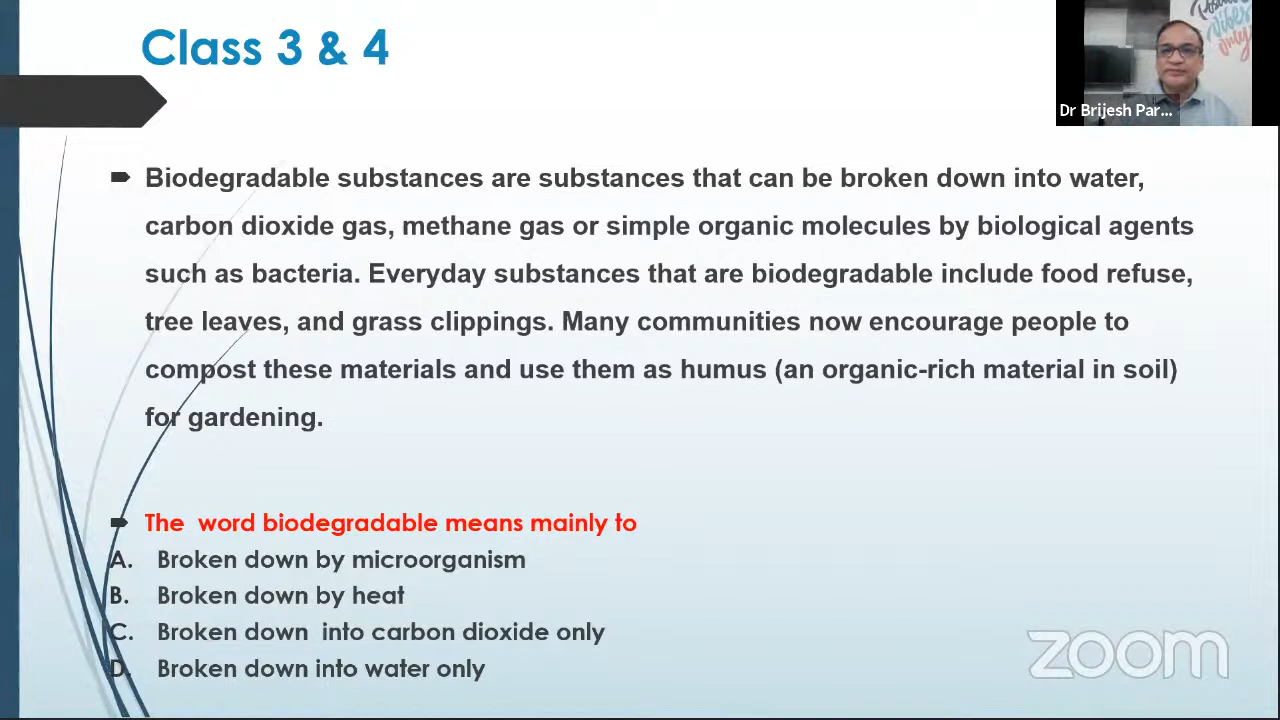 Class 3 & 4
Positive
vibes
only
Dr Brijesh Par...
Biodegradable substances are substances that can be broken down into water,
carbon dioxide gas, methane gas or simple organic molecules by biological agents
such as bacteria. Everyday substances that are biodegradable include food refuse,
tree leaves, and grass clippings. Many communities now encourage people to
compost these materials and use them as humus (an organic-rich material in soil)
for gardening.
The word biodegradable means mainly to
A. Broken down by microorganism
B. Broken down by heat
C. Broken down into carbon dioxide only
D. Broken down into water only
zoom